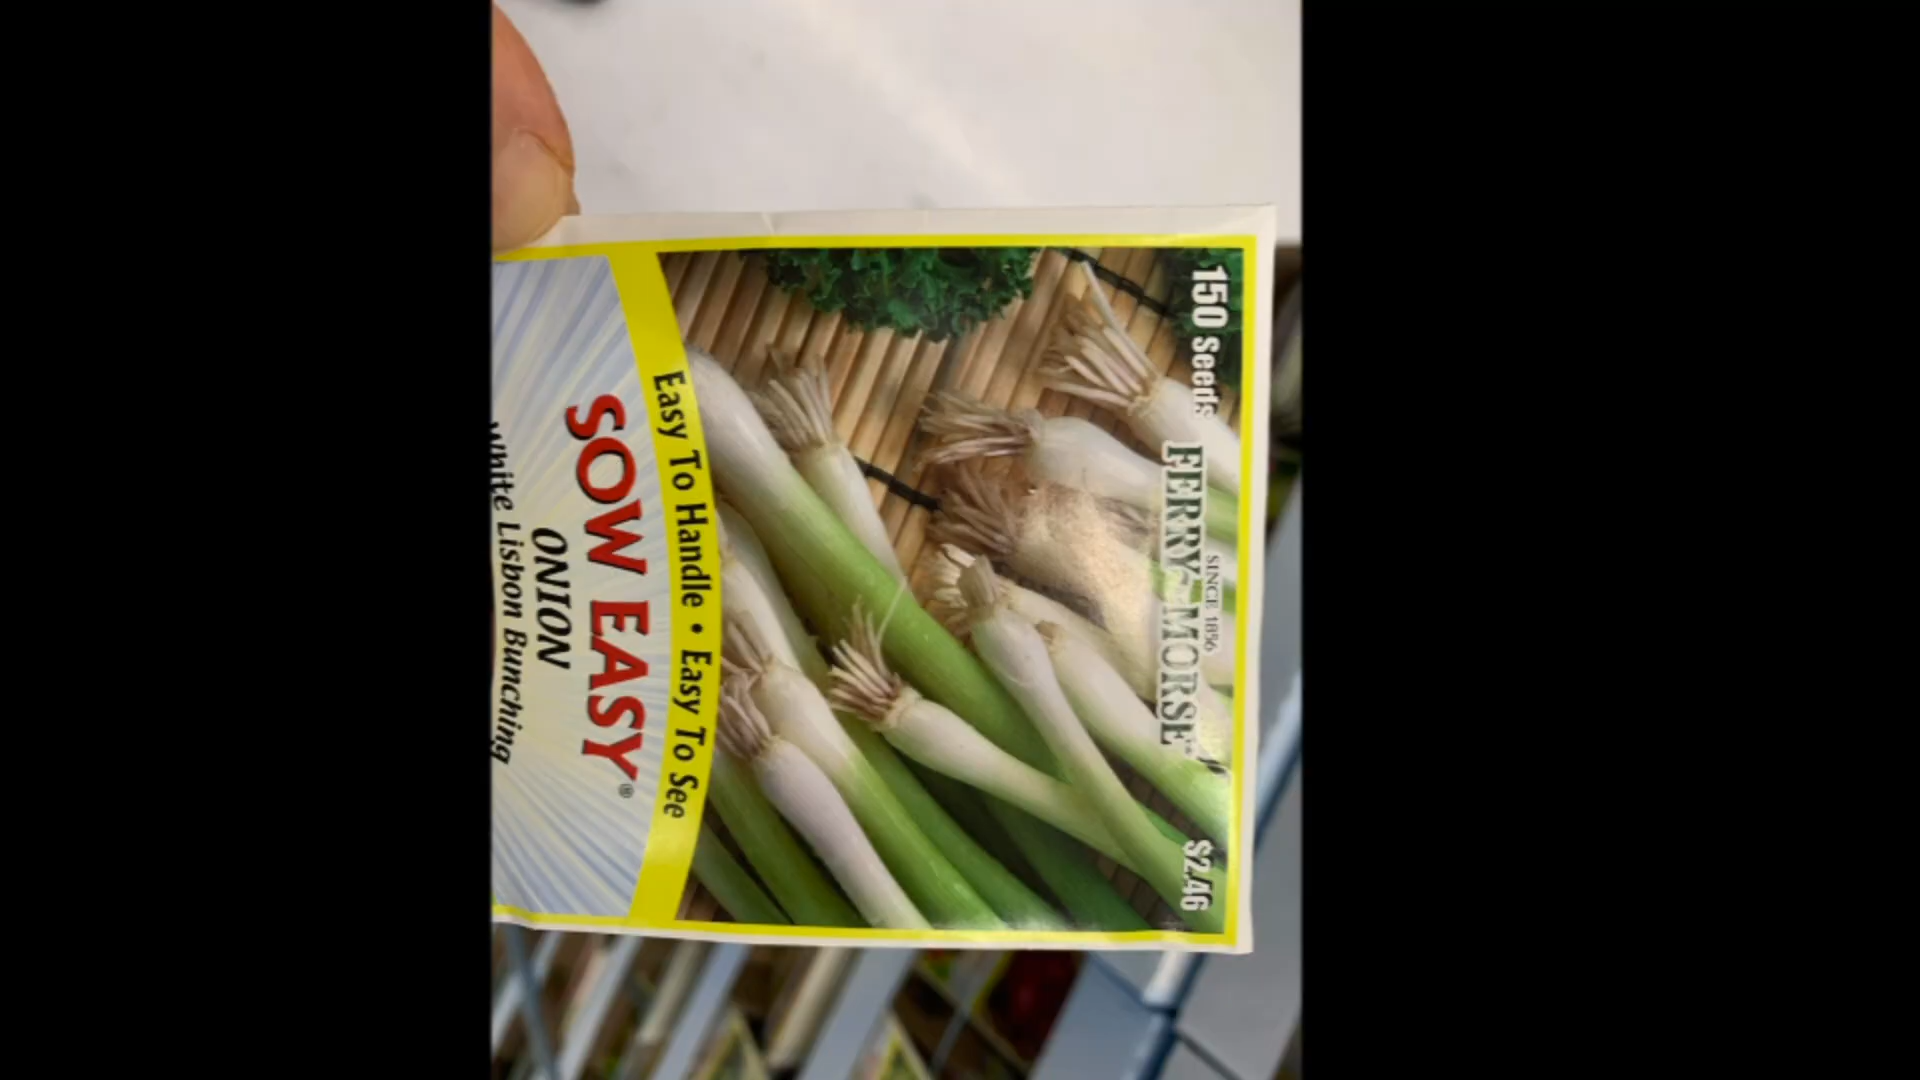 150 Seeds
SINCE 1856
FERRY-MORSE
$2.46
Easy To Handle • Easy To See
SOW EASY®
ONION
White Lisbon Bunching